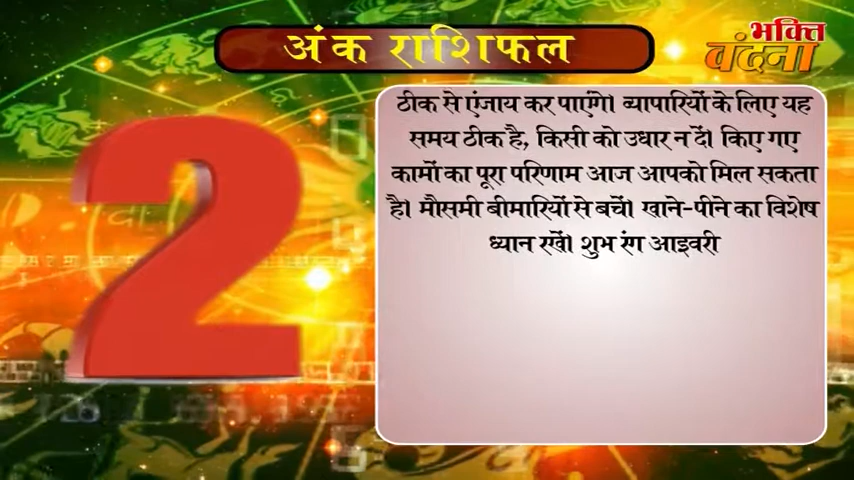 अंक राशिफल
भक्ति
वंदना
2
ठीक से एंजाय कर पाएंगे। व्यापारियों के लिए यह
समय ठीक है, किसी को उधार न दें। किए गए
कामों का पूरा परिणाम आज आपको मिल सकता
है। मौसमी बीमारियों से बचें। खाने-पीने का विशेष
ध्यान रखें। शुभ रंग आइवरी